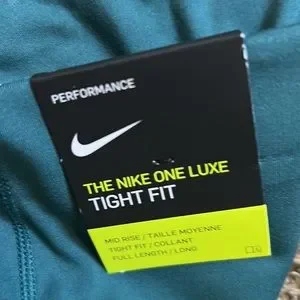 PERFORMANCE
THE NIKE ONE LUXE
TIGHT FIT
MID RISE / TAILLE MOYENNE
TIGHT FIT / COLLANT
FULL LENGTH / LONG